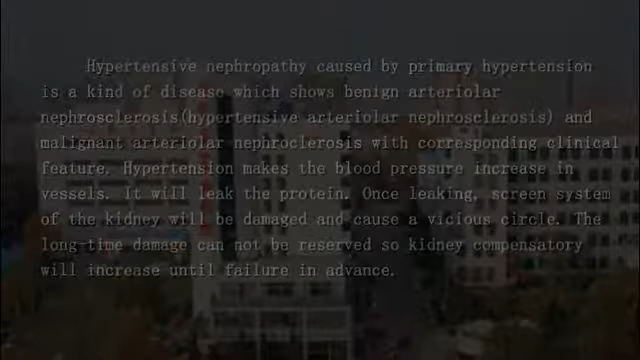 Hypertensive nephropathy caused by primary hypertension
is a kind of disease which shows benign arteriolar
nephrosclerosis(hypertensive arteriolar nephrosclerosis) and
malignant arteriolar nephroclerosis with corresponding clinical
feature. Hypertension makes the blood pressure increase in
vessels. It will leak the protein. Once leaking, screen system
of the kidney will be damaged and cause a vicious circle. The
long-time damage can not be reserved so kidney compensatory
will increase until failure in advance.